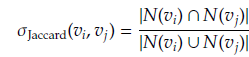 σ_Jaccard(v_i, v_j) = |N(v_i) ∩ N(v_j)| / |N(v_i) ∪ N(v_j)|